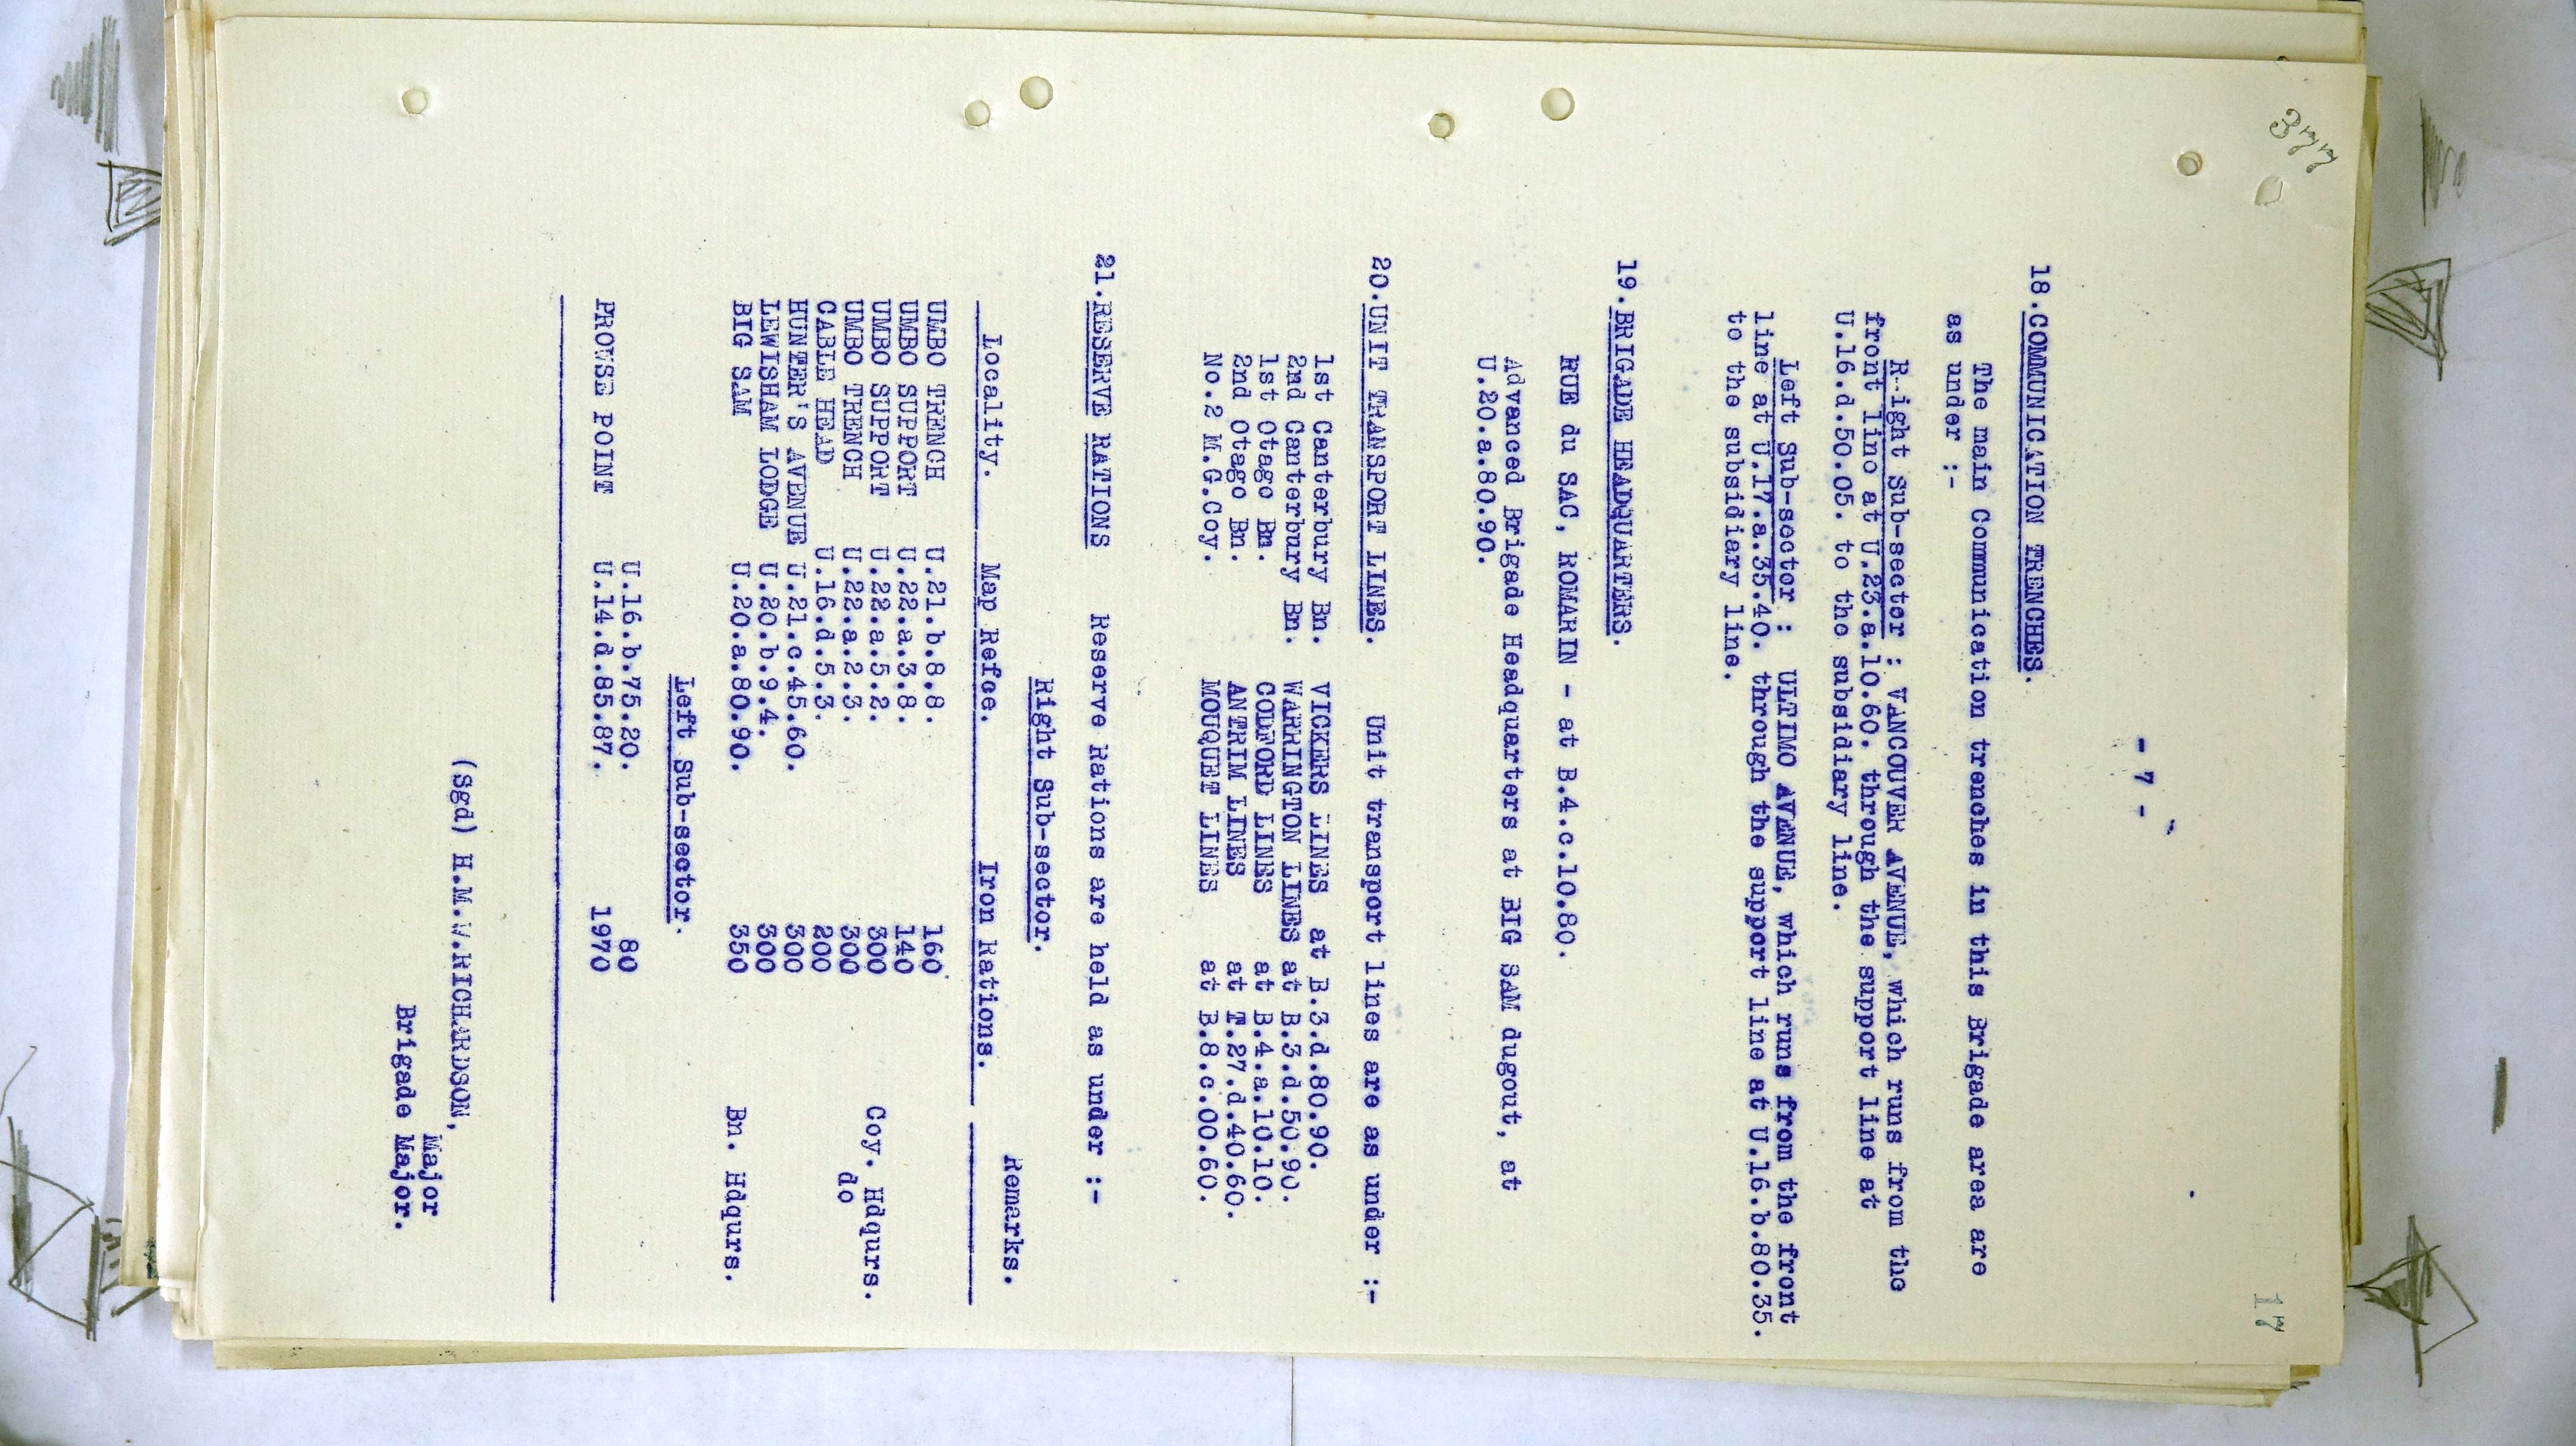 377
17
- 7 -
18.COMMUNICATION TRENCHES.
The main Communication trenches in this Brigade area are
as under :-
Right Sub-sector : VANCOUVER AVENUE, which runs from the
front line at U.23.a.10.60. through the support line at
U.16.d.50.05. to the subsidiary line.
Left Sub-sector : ULTIMO AVENUE, which runs from the front
line at U.17.a.35.40. through the support line at U.16.b.80.35.
to the subsidiary line.
19.BRIGADE HEADQUARTERS.
RUE du SAC, ROMARIN - at B.4.c.10.80.
Advanced Brigade Headquarters at BIG SAM dugout, at
U.20.a.80.90.
20.UNIT TRANSPORT LINES. Unit transport lines are as under :-
1st Canterbury Bn. VICKERS LINES at B.3.d.80.90.
2nd Canterbury Bn. WARRINGTON LINES at B.3.d.50.90.
1st Otago Bn. CODFORD LINES at B.4.a.10.10.
2nd Otago Bn. ANTRIM LINES at T.27.d.40.60.
No.2 M.G.Coy. MOUQUET LINES at B.8.c.00.60.
21.RESERVE RATIONS Reserve Rations are held as under :-
Right Sub-sector.
Locality. Map Refce. Iron Rations. Remarks.
UMBO TRENCH U.21.b.8.8. 160
UMBO SUPPORT U.22.a.3.8. 140
UMBO SUPPORT U.22.a.5.2. 300 Coy. Hdqurs.
UMBO TRENCH U.22.a.2.3. 300 do
CABLE HEAD U.16.d.5.3. 200
HUNTER'S AVENUE U.21.c.45.60. 300
LEWISHAM LODGE U.20.b.9.4. 300
BIG SAM U.20.a.80.90. 350 Bn. Hdqurs.
Left Sub-sector.
U.16.b.75.20. 80
PROWSE POINT U.14.d.85.87. 1970
(Sgd) H.M.W.RICHARDSON,
Major
Brigade Major.